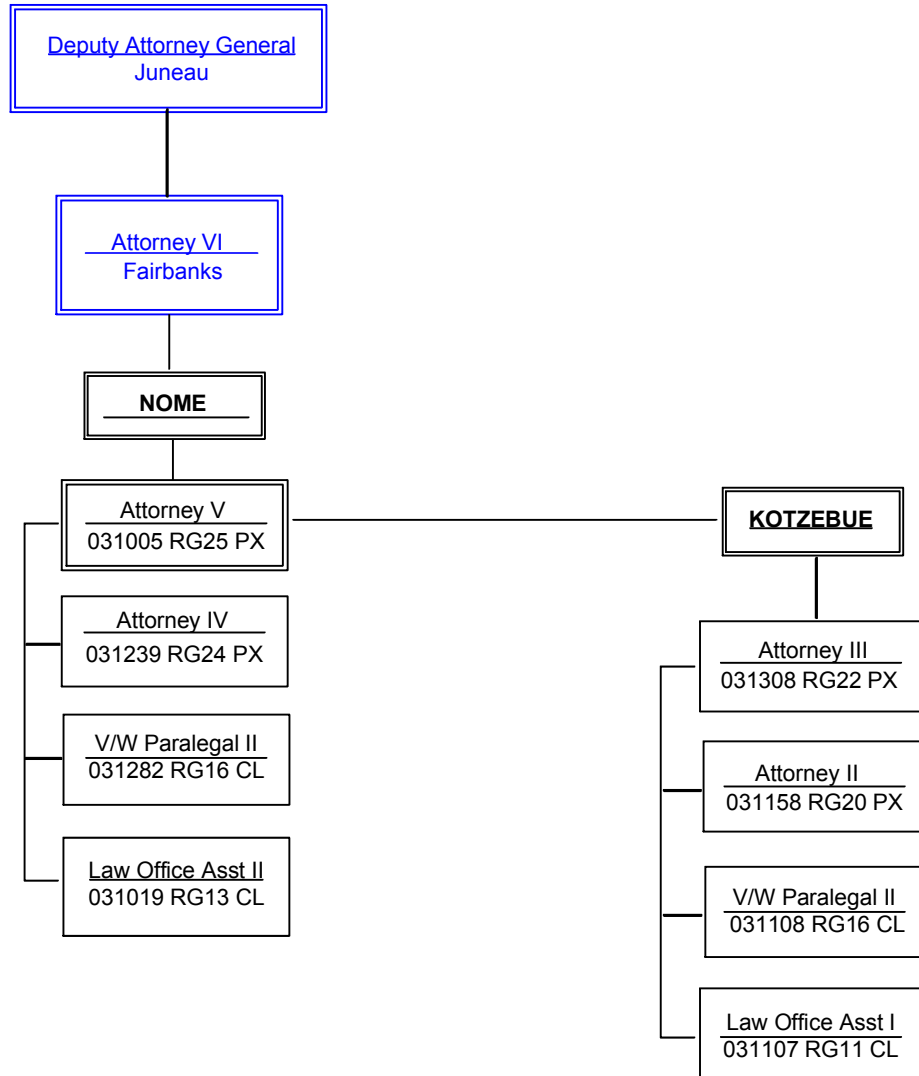 Deputy Attorney General
Juneau
Attorney VI
Fairbanks
NOME
Attorney V
031005 RG25 PX
Attorney IV
031239 RG24 PX
V/W Paralegal II
031282 RG16 CL
Law Office Asst II
031019 RG13 CL
KOTZEBUE
Attorney III
031308 RG22 PX
Attorney II
031158 RG20 PX
V/W Paralegal II
031108 RG16 CL
Law Office Asst I
031107 RG11 CL